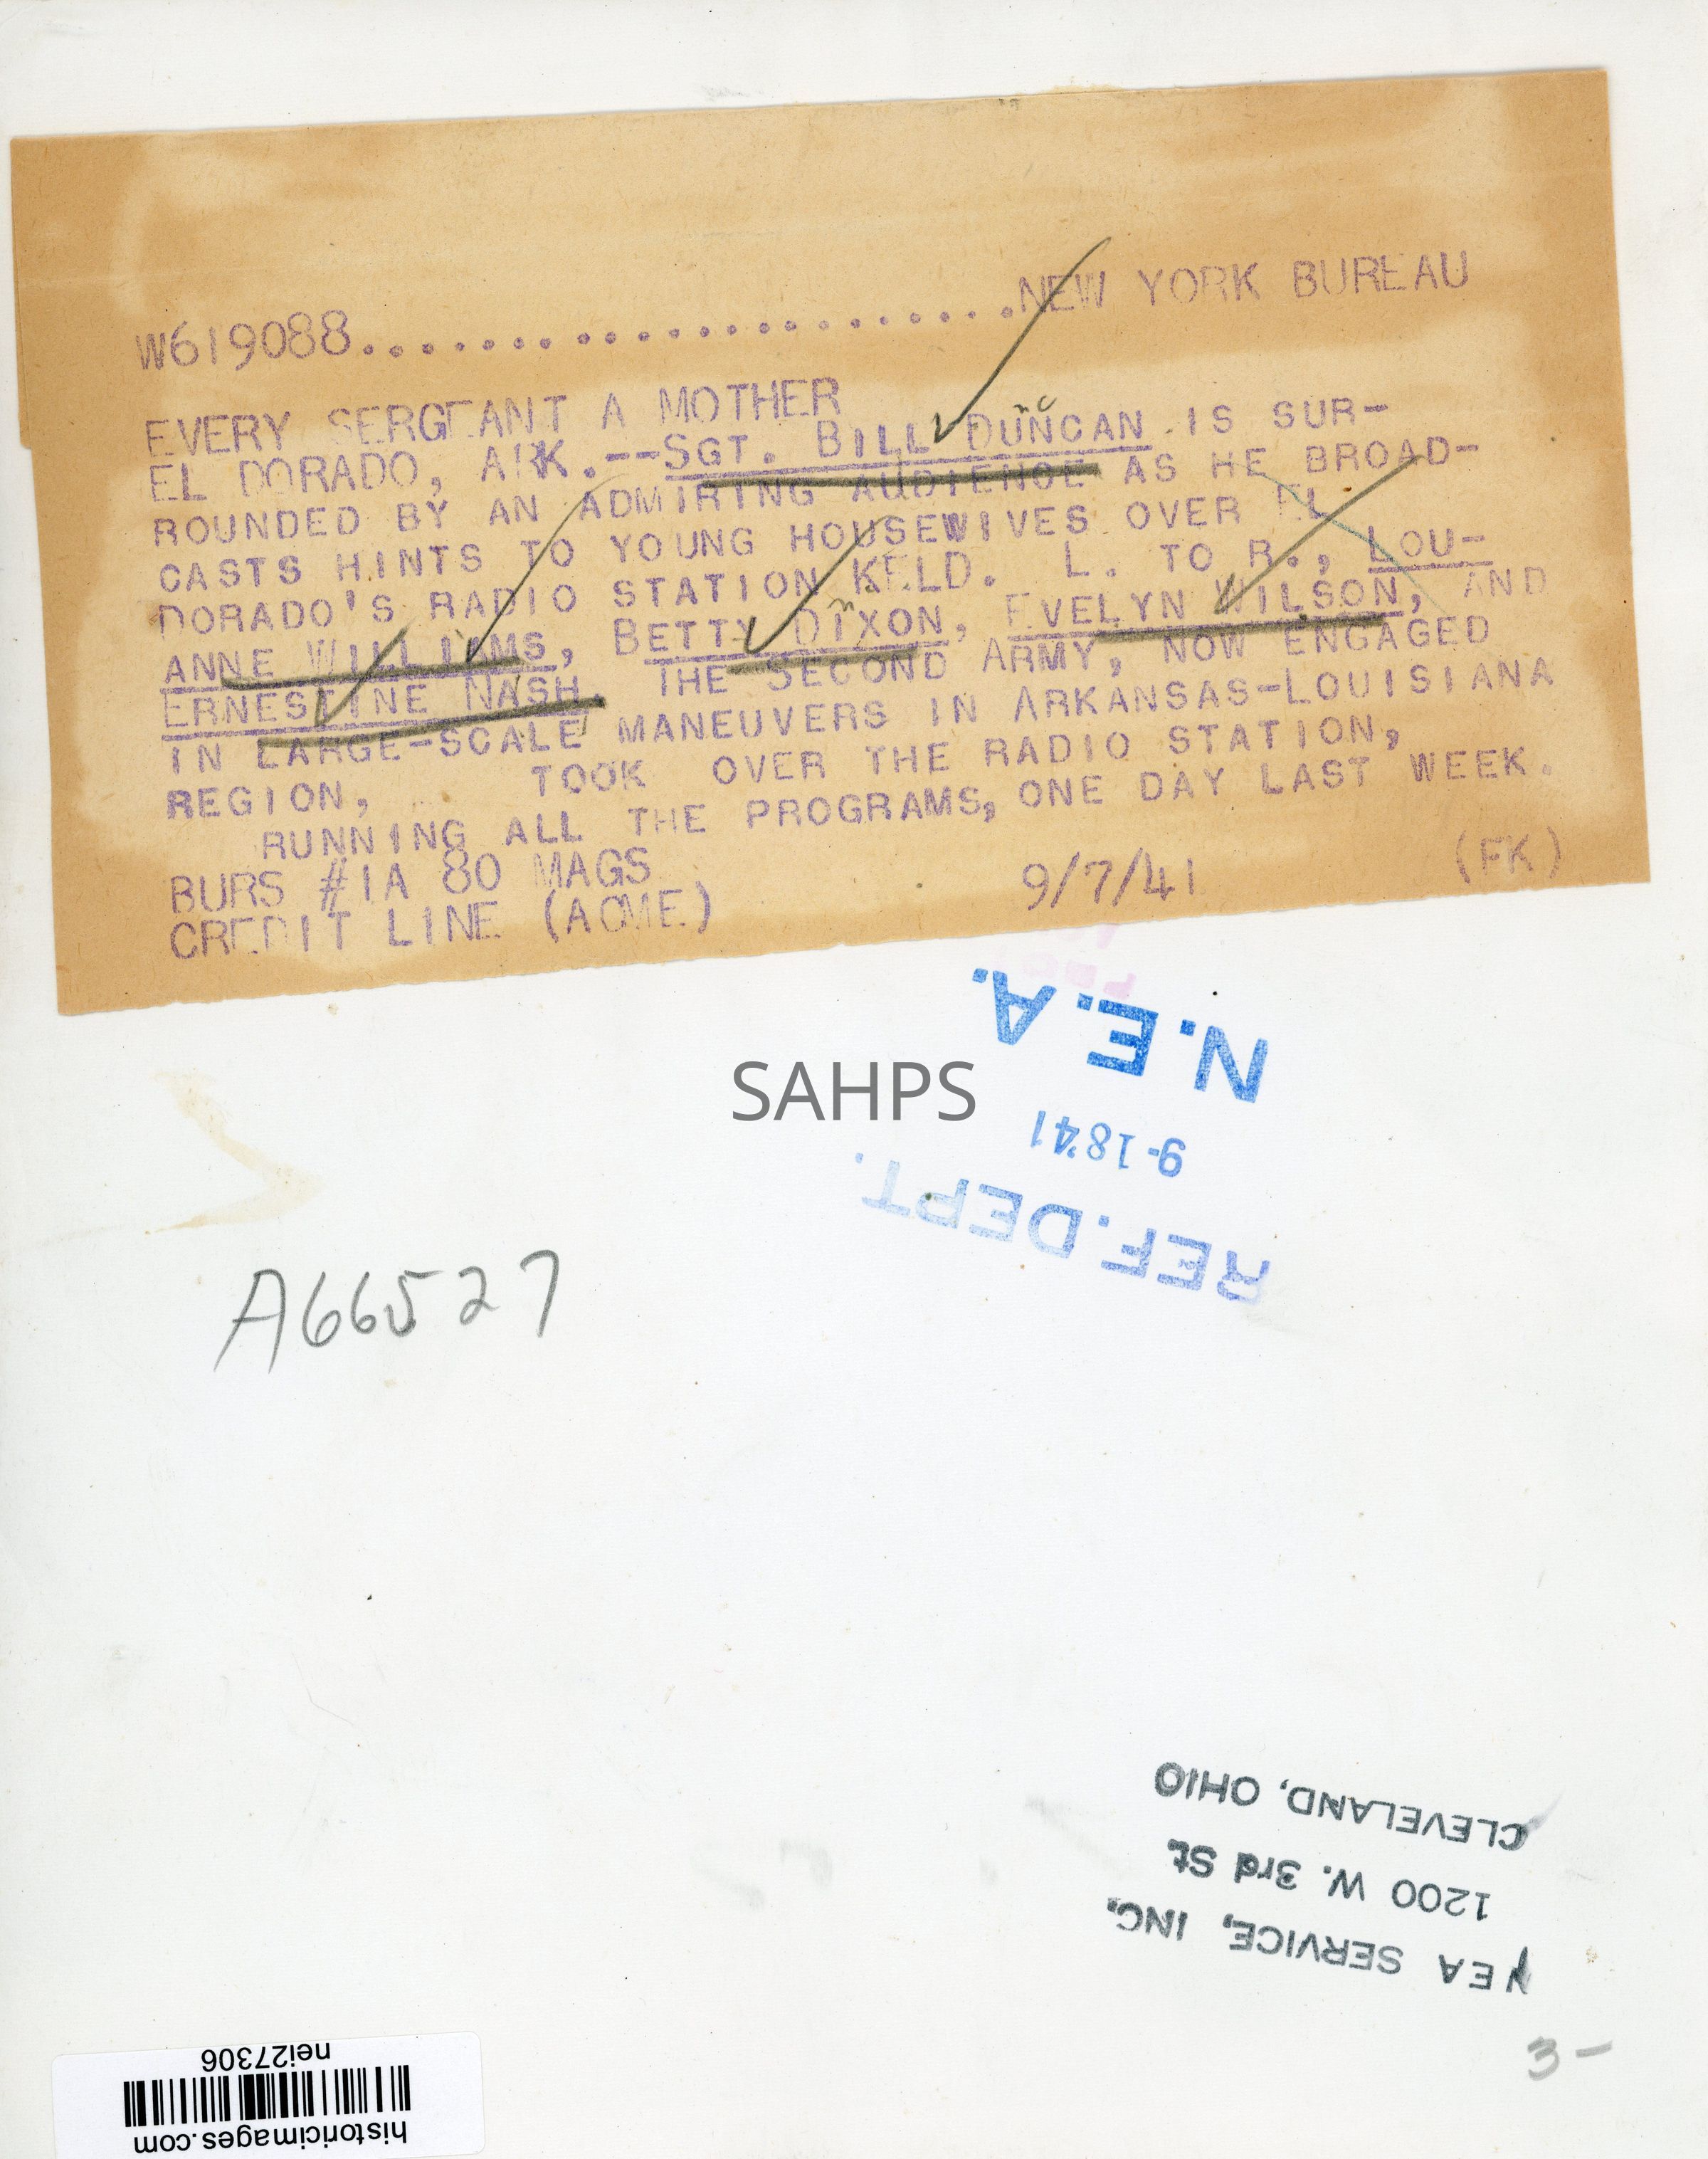 W619088..............................NEW YORK BUREAU
EVERY SERGEANT A MOTHER
EL DORADO, ARK.--SGT. BILL DUNCAN IS SUR-
ROUNDED BY AN ADMIRING AUDIENCE AS HE BROAD-
CASTS HINTS TO YOUNG HOUSEWIVES OVER EL
DORADO'S RADIO STATION KELD. L. TO R., LOU-
ANNE WILLIAMS, BETTY DIXON, EVELYN WILSON, AND
ERNESTINE NASH. THE SECOND ARMY, NOW ENGAGED
IN LARGE-SCALE MANEUVERS IN ARKANSAS-LOUISIANA
REGION, TOOK OVER THE RADIO STATION,
RUNNING ALL THE PROGRAMS, ONE DAY LAST WEEK.
BURS #1A 80 MAGS
CREDIT LINE (ACME) 9/7/41 (FK)
N.E.A.
SAHPS
9-18-41
REF. DEPT.
A66527
NEA SERVICE, INC.
1200 W. 3rd St.
CLEVELAND, OHIO
3-
historicimages.com
nei27306